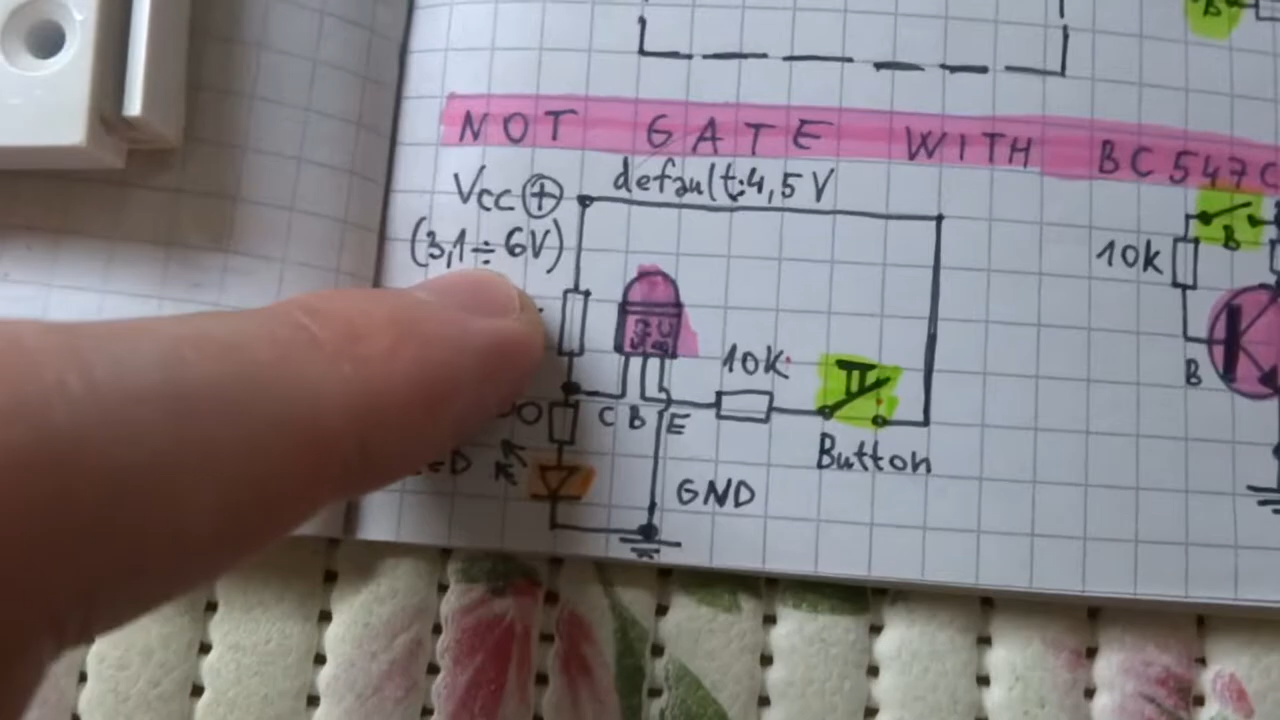 B
NOT GATE WITH BC547C
Vcc + default: 4,5 V
(3,1÷6V)
B
10k
10k
B
C B E
Button
GND